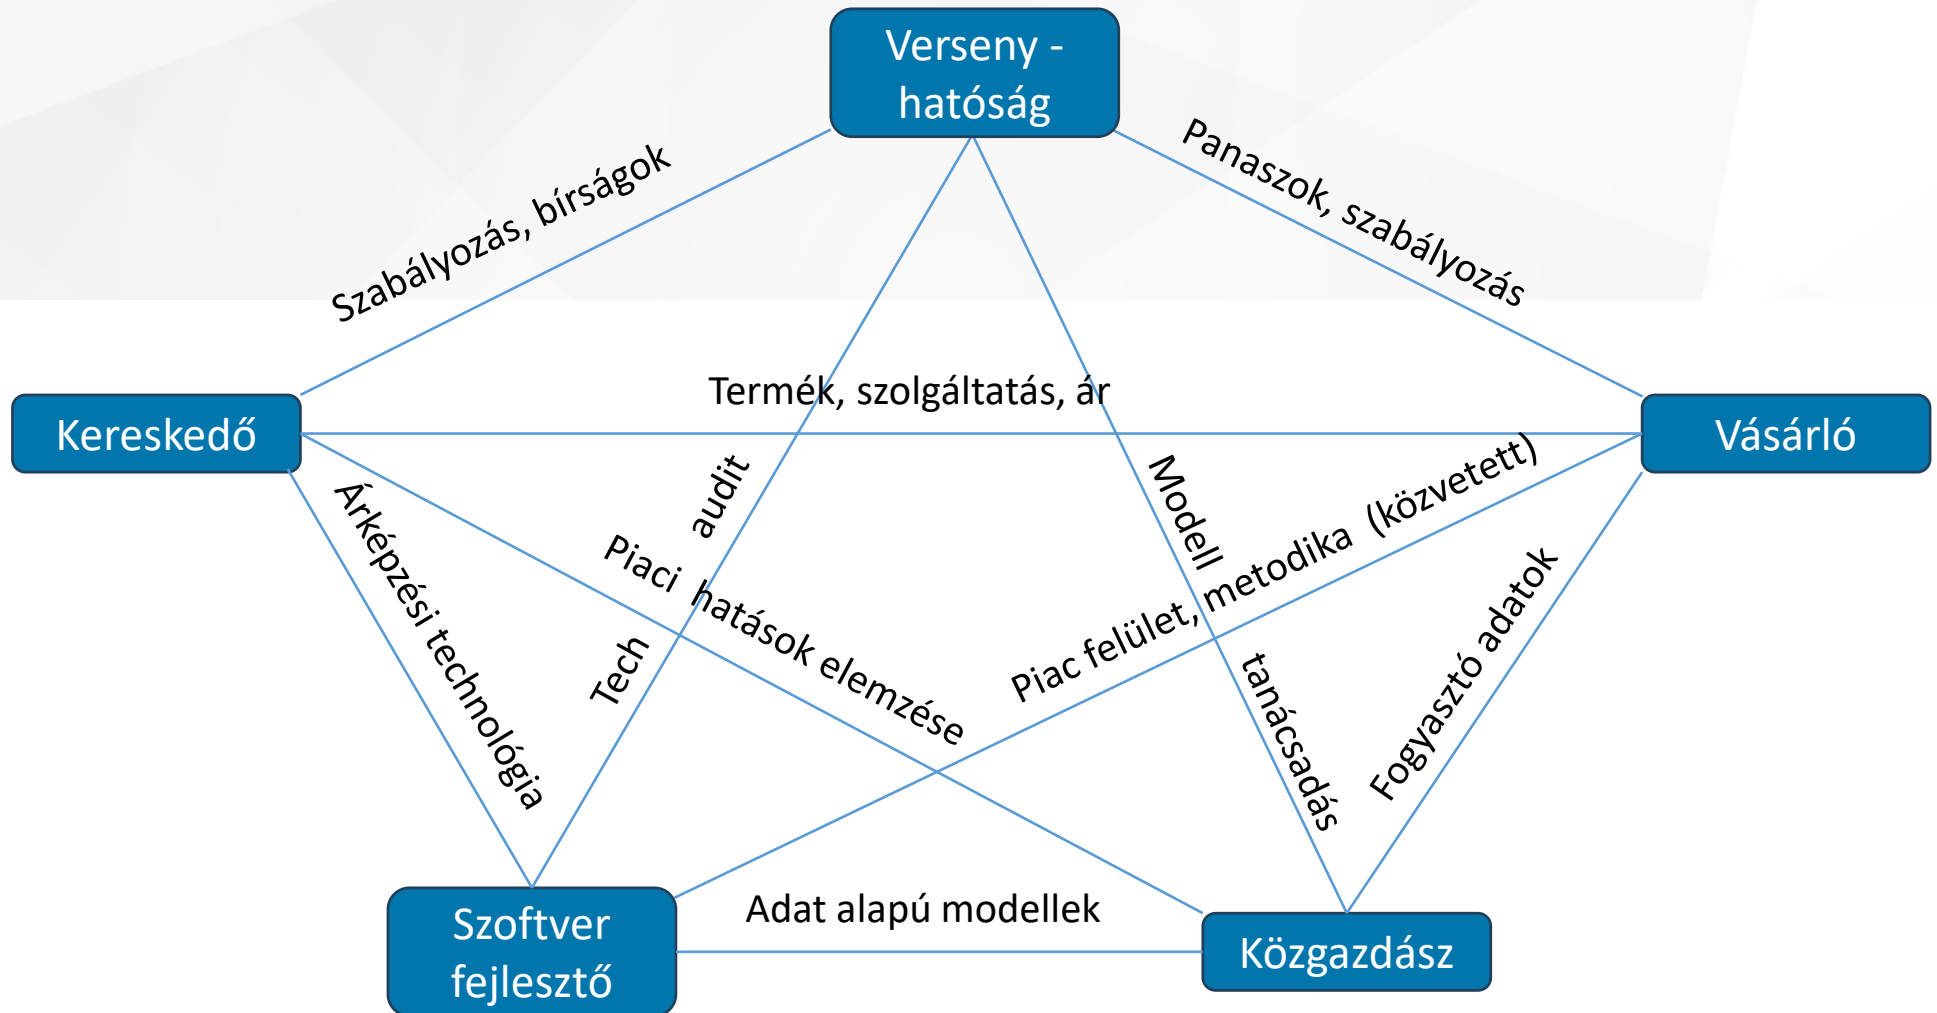 Verseny -
hatóság
Szabályozás, bírságok
Panaszok, szabályozás
Termék, szolgáltatás, ár
Kereskedő
Vásárló
Árképzési technológia
Tech audit
Piaci hatások elemzése
Modell tanácsadás
Piac felület, metodika (közvetett)
Fogyasztó adatok
Szoftver
fejlesztő
Adat alapú modellek
Közgazdász